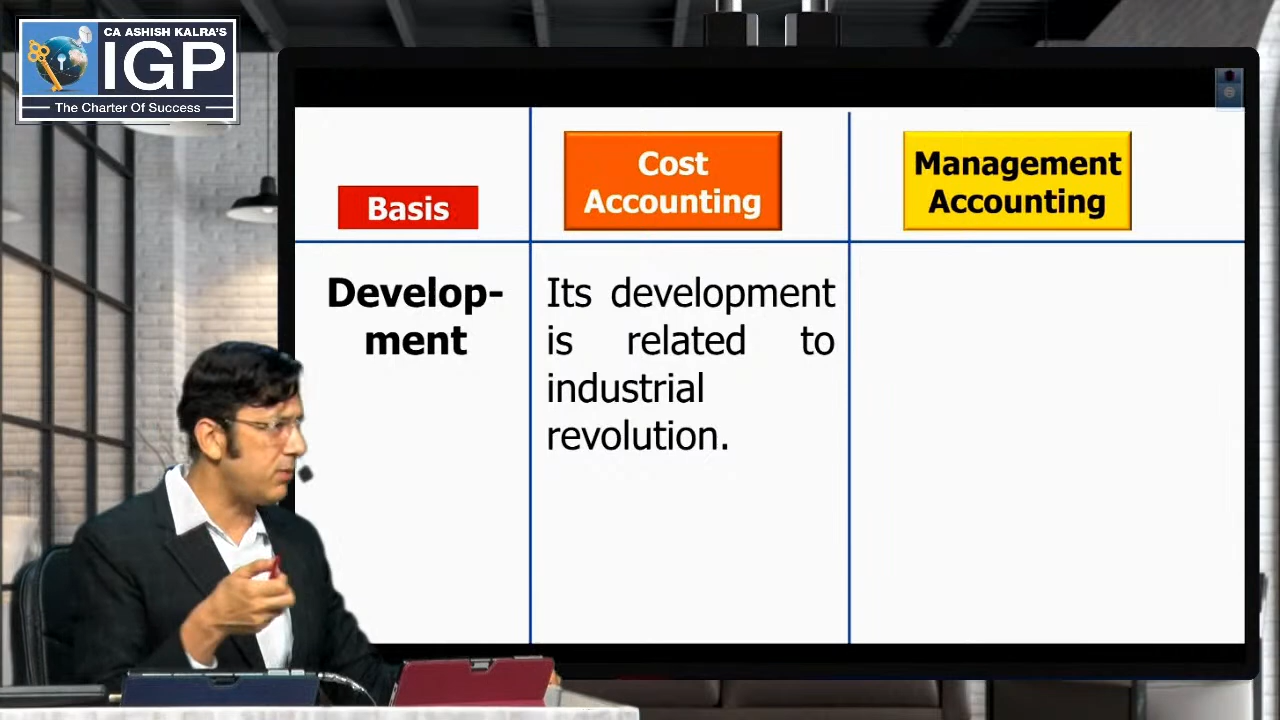 CA ASHISH KALRA'S
IGP
The Charter Of Success
Basis
Cost
Accounting
Management
Accounting
Develop-
ment
Its development
is related to
industrial
revolution.